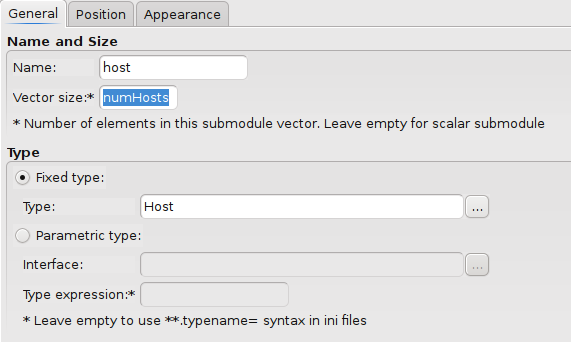 General Position Appearance
Name and Size
Name: host
Vector size:* numHosts
* Number of elements in this submodule vector. Leave empty for scalar submodule
Type
Fixed type:
Type: Host ...
Parametric type:
Interface: ...
Type expression:*
* Leave empty to use **.typename= syntax in ini files